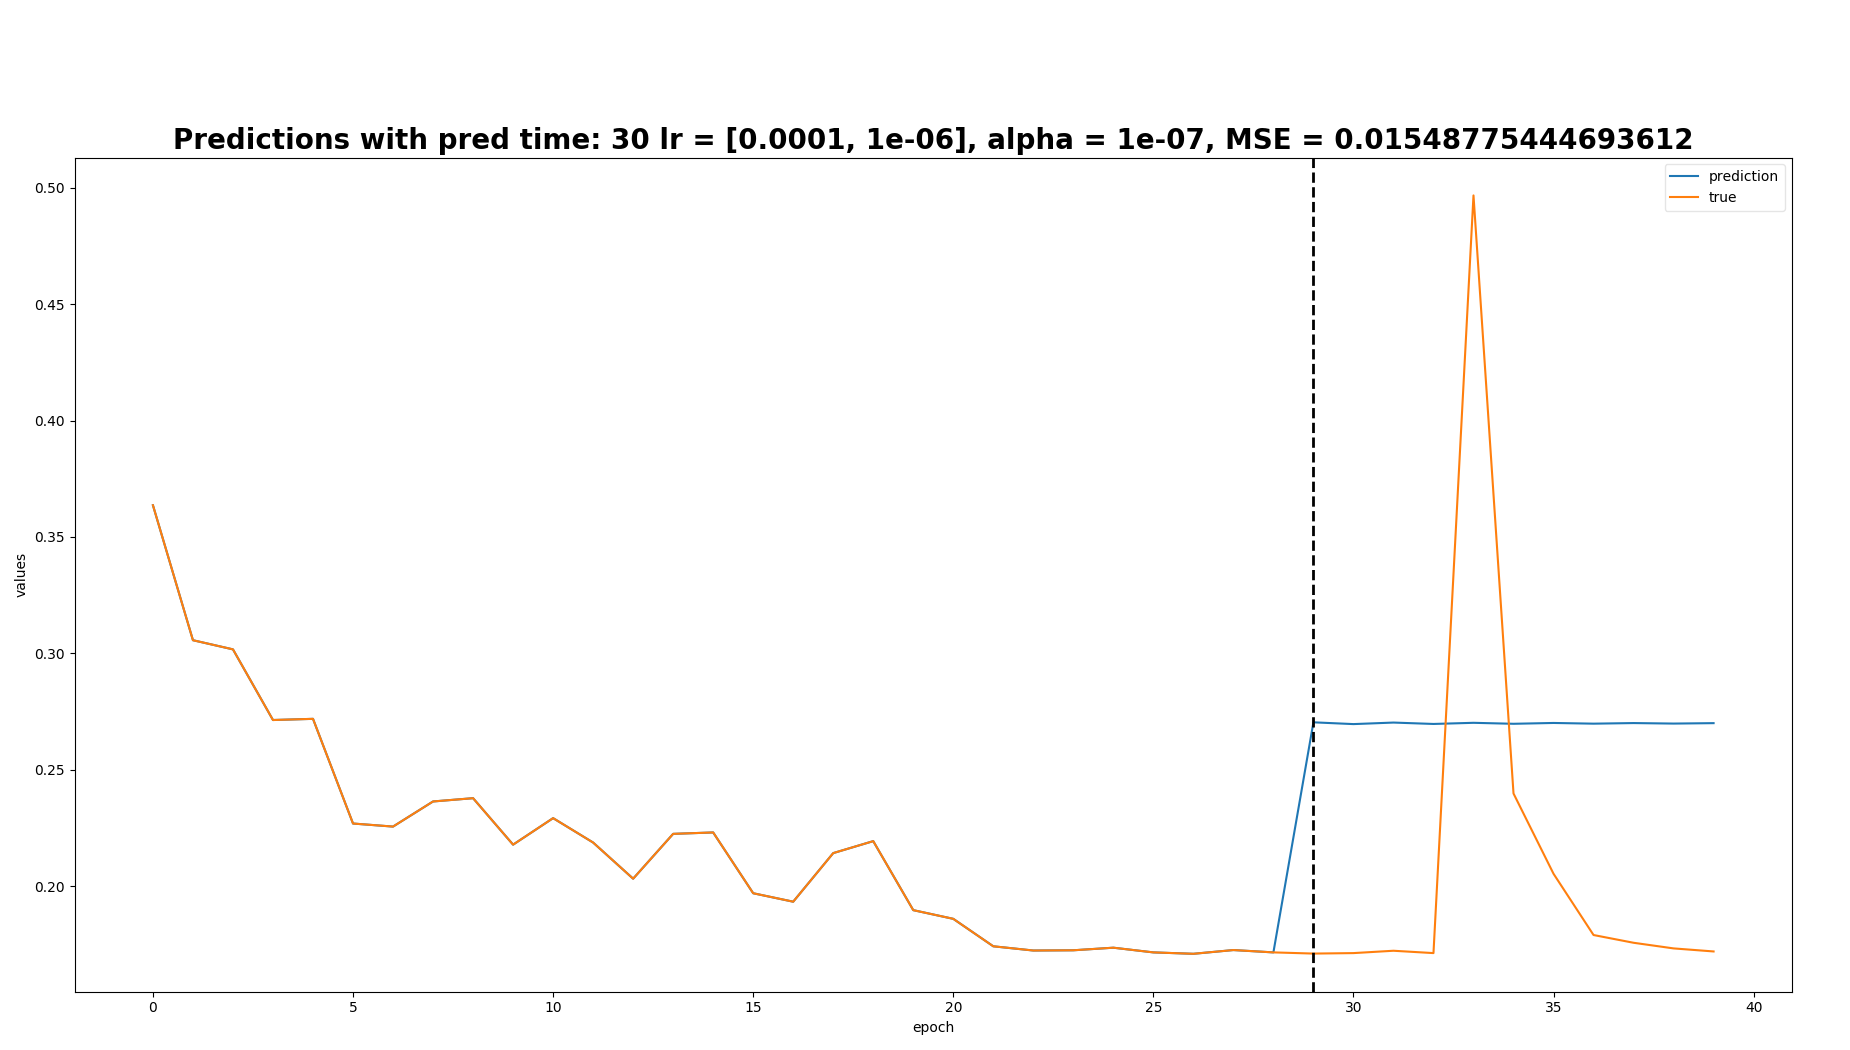 Predictions with pred time: 30 lr = [0.0001, 1e-06], alpha = 1e-07, MSE = 0.01548775444693612
prediction
true
0.50
0.45
0.40
0.35
0.30
0.25
0.20
values
0 5 10 15 20 25 30 35 40
epoch